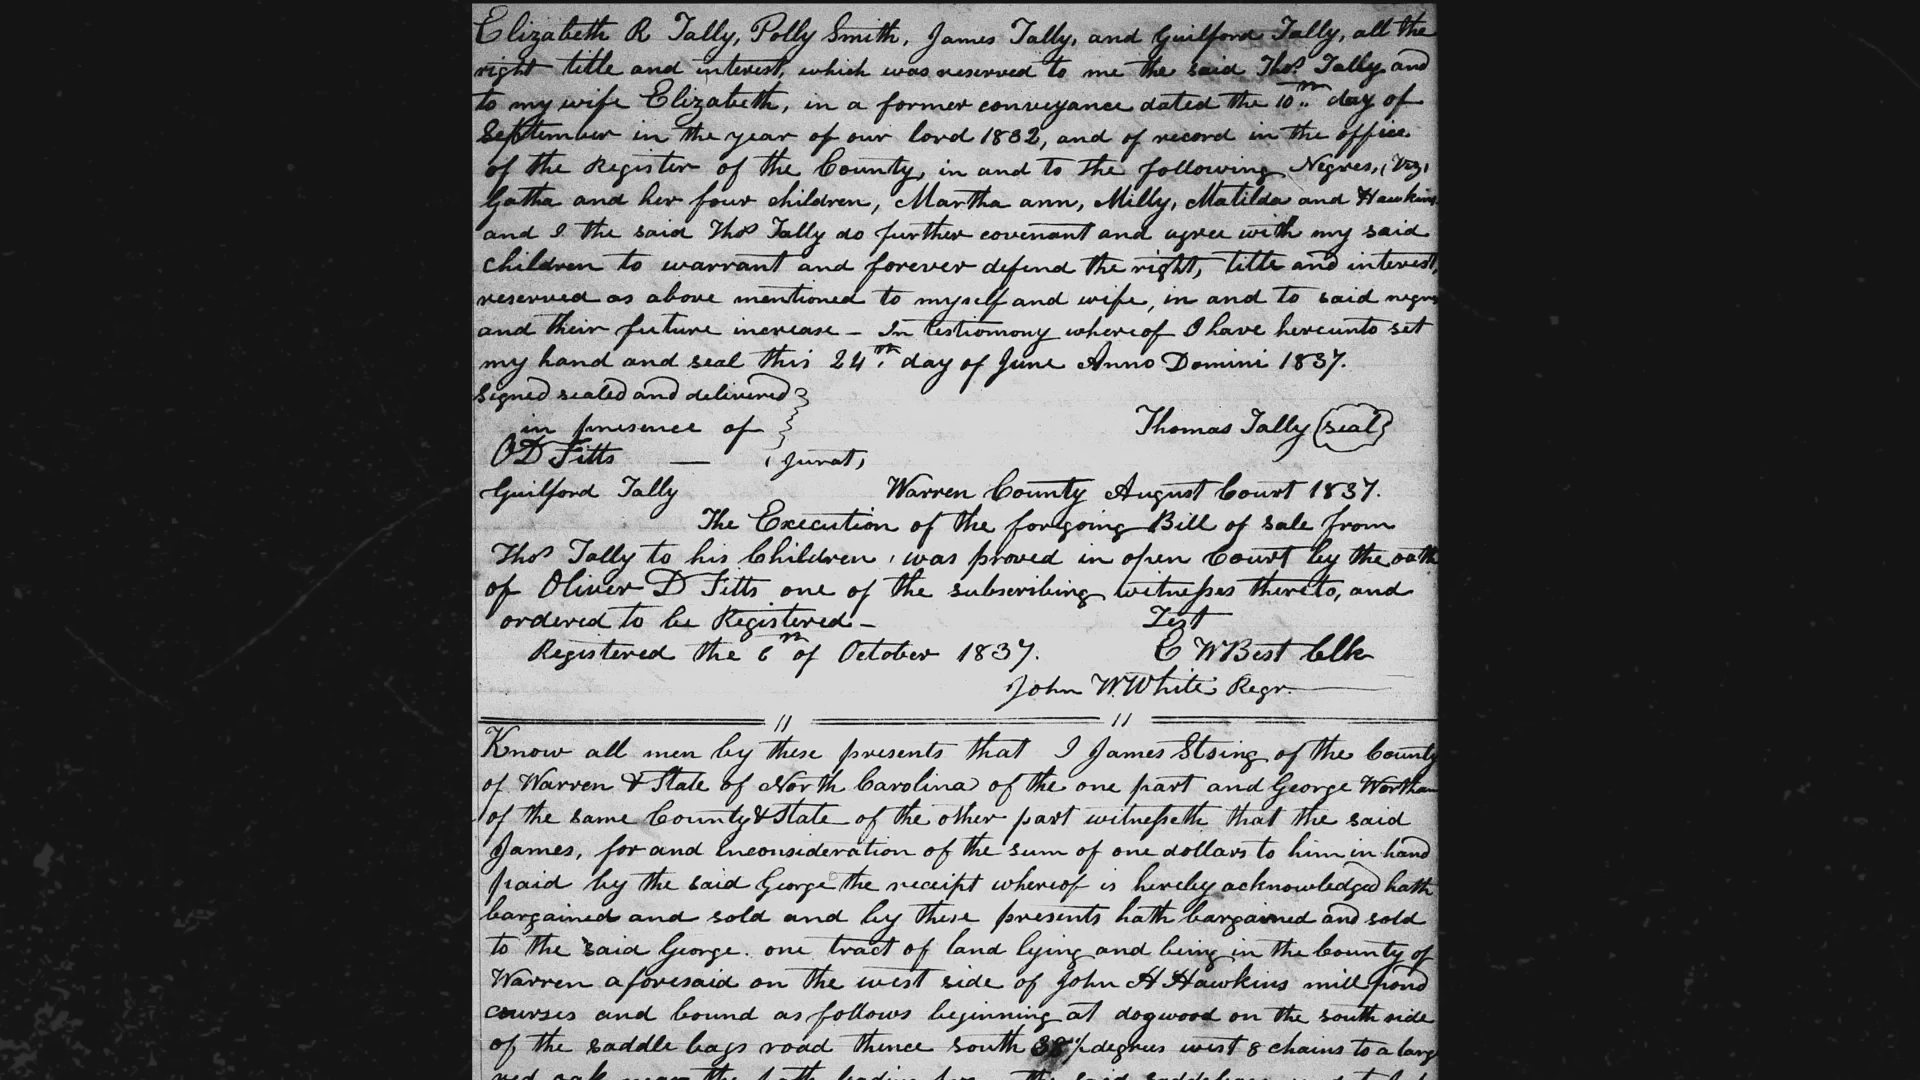 Elizabeth R Tally, Polly Smith, James Tally, and Guilford Tally, all the
right title and interest, which was reserved to me the said Thos Tally and
to my wife Elizabeth, in a former conveyance dated the 10th day of
September in the year of our lord 1832, and of record in the office
of the Register of the County, in and to the following Negroes, (Viz,
Gatha and her four children, Martha ann, Milly, Matilda and Hawkins
and I the said Thos Tally do further covenant and agree with my said
children to warrant and forever defend the right, title and interest,
reserved as above mentioned to myself and wife, in and to said negros
and their future increase - In testimony whereof I have hereunto set
my hand and seal this 24th day of June Anno Domini 1837.
Signed sealed and delivered
in presence of
Thomas Tally (seal)
O D Fitts — (Jurat)
Guilford Tally
Warren County August Court 1837.
The Execution of the forgoing Bill of sale from
Thos Tally to his Children, was proved in open Court by the oath
of Oliver D Fitts one of the subscribing witnesses thereto, and
ordered to be Registered - Test
Registered the 6th of October 1837. E W Best Clk
John W. White Regr.
Know all men by these presents that I James Stsing of the County
of Warren & State of North Carolina of the one part and George Wortham
of the same County & State of the other part witnesseth that the said
James, for and inconsideration of the sum of one dollars to him in hand
paid by the said George the receipt whereof is hereby acknowledged hath
bargained and sold and by these presents hath bargained and sold
to the said George. one tract of land lying and being in the County of
Warren aforesaid on the west side of John H Hawkins mill pond
courses and bound as follows beginning at dogwood on the south side
of the saddle bags road thence south degrees west 8 chains to a large
red oak near the path leading the said